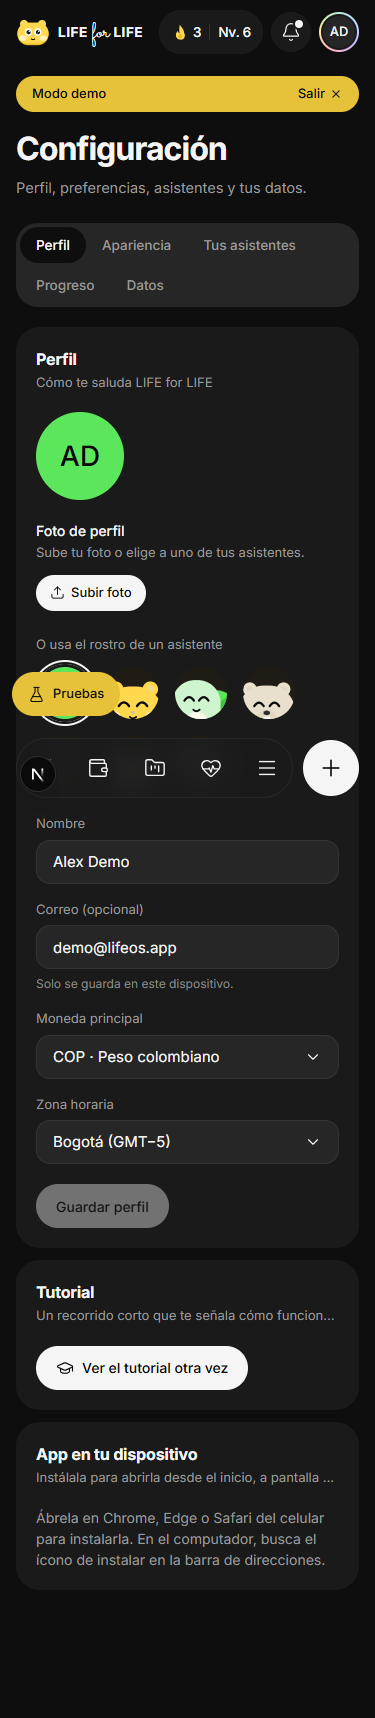 LIFE for LIFE
3
Nv. 6
AD
Modo demo
Salir ×
Configuración
Perfil, preferencias, asistentes y tus datos.
Perfil
Apariencia
Tus asistentes
Progreso
Datos
Perfil
Cómo te saluda LIFE for LIFE
AD
Foto de perfil
Sube tu foto o elige a uno de tus asistentes.
Subir foto
O usa el rostro de un asistente
Pruebas
N
Nombre
Alex Demo
Correo (opcional)
demo@lifeos.app
Solo se guarda en este dispositivo.
Moneda principal
COP · Peso colombiano
Zona horaria
Bogotá (GMT−5)
Guardar perfil
Tutorial
Un recorrido corto que te señala cómo funcion...
Ver el tutorial otra vez
App en tu dispositivo
Instálala para abrirla desde el inicio, a pantalla ...
Ábrela en Chrome, Edge o Safari del celular
para instalarla. En el computador, busca el
ícono de instalar en la barra de direcciones.